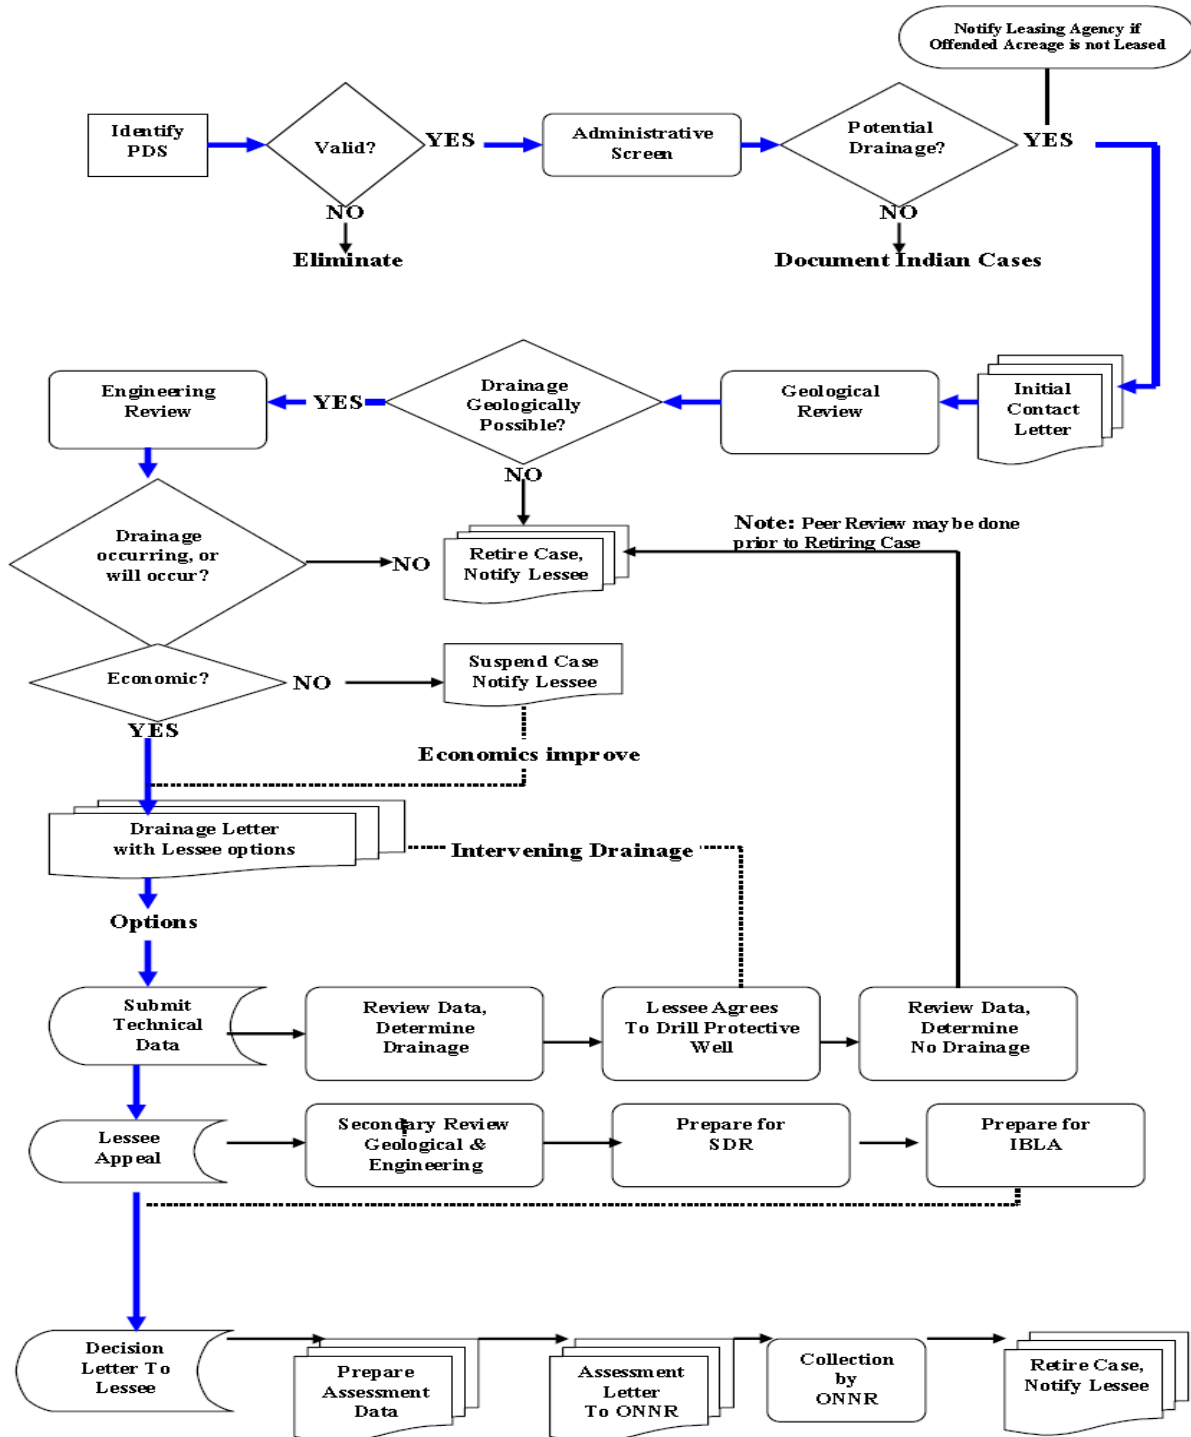 Notify Leasing Agency if
Offended Acreage is not Leased
Identify
PDS
Valid?
YES
Administrative
Screen
Potential
Drainage?
YES
NO
NO
Eliminate
Document Indian Cases
Engineering
Review
YES
Drainage
Geologically
Possible?
Geological
Review
Initial
Contact
Letter
NO
Drainage
occurring, or
will occur?
NO
Retire Case,
Notify Lessee
Note: Peer Review may be done
prior to Retiring Case
Economic?
NO
Suspend Case
Notify Lessee
YES
Economics improve
Drainage Letter
with Lessee options
Intervening Drainage
Options
Submit
Technical
Data
Review Data,
Determine
Drainage
Lessee Agrees
To Drill Protective
Well
Review Data,
Determine
No Drainage
Lessee
Appeal
Secondary Review
Geological &
Engineering
Prepare for
SDR
Prepare for
IBLA
Decision
Letter To
Lessee
Prepare
Assessment
Data
Assessment
Letter
To ONNR
Collection
by
ONNR
Retire Case,
Notify Lessee